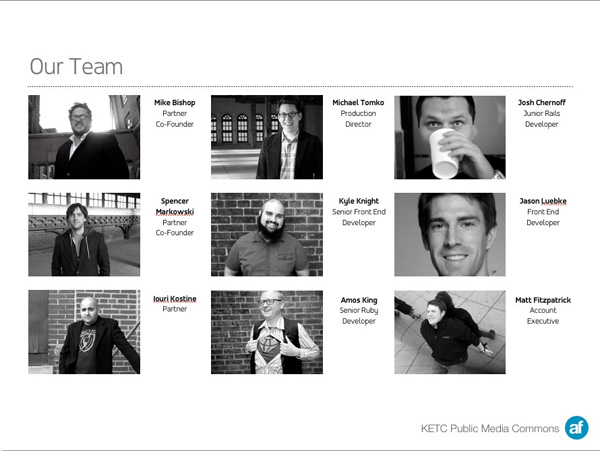 Our Team
Mike Bishop
Partner
Co-Founder
Michael Tomko
Production
Director
Josh Chernoff
Junior Rails
Developer
Spencer
Markowski
Partner
Co-Founder
Kyle Knight
Senior Front End
Developer
Jason Luebke
Front End
Developer
Iouri Kostine
Partner
Amos King
Senior Ruby
Developer
Matt Fitzpatrick
Account
Executive
KETC Public Media Commons
af